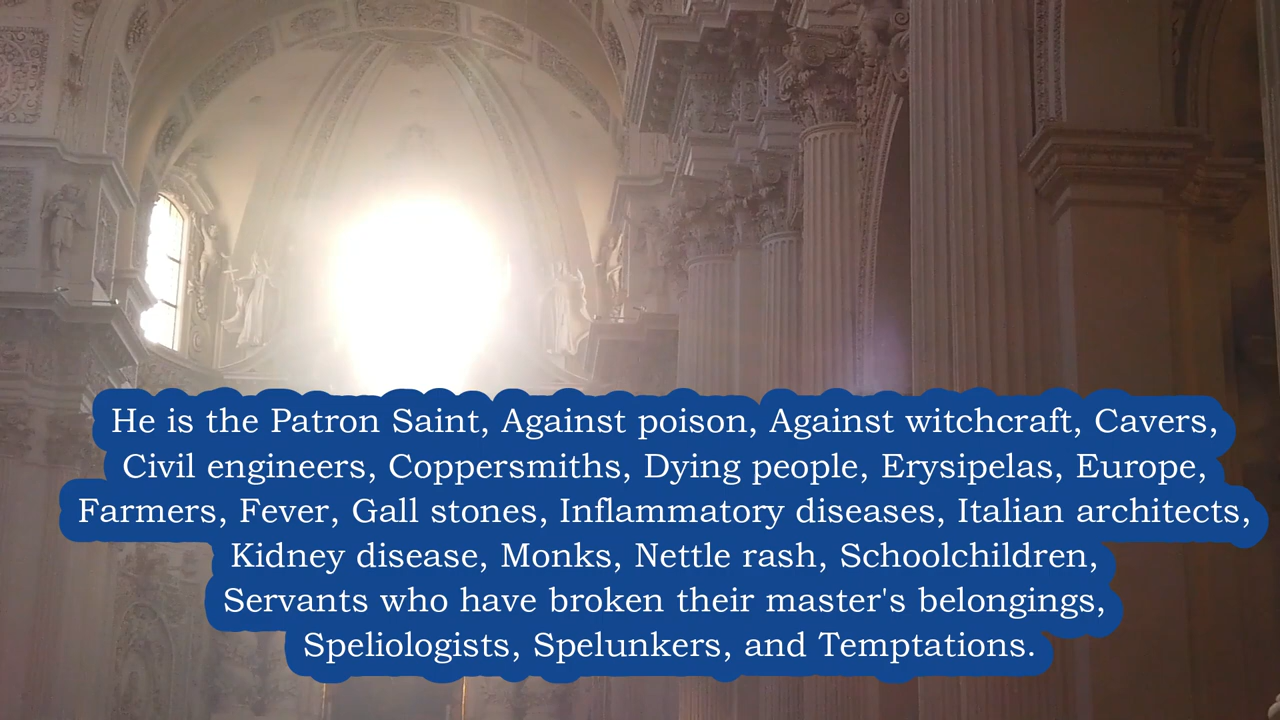 He is the Patron Saint, Against poison, Against witchcraft, Cavers,
Civil engineers, Coppersmiths, Dying people, Erysipelas, Europe,
Farmers, Fever, Gall stones, Inflammatory diseases, Italian architects,
Kidney disease, Monks, Nettle rash, Schoolchildren,
Servants who have broken their master's belongings,
Speliologists, Spelunkers, and Temptations.